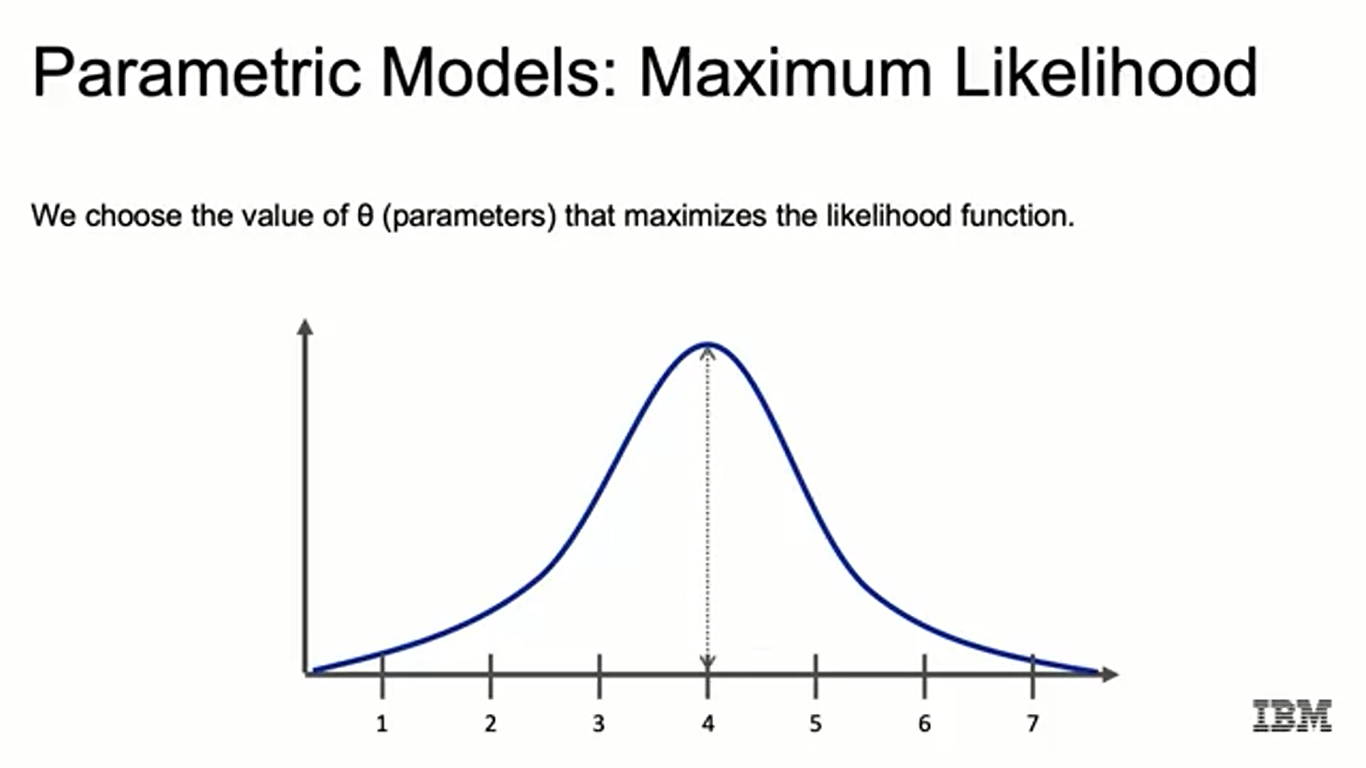 Parametric Models: Maximum Likelihood
We choose the value of θ (parameters) that maximizes the likelihood function.
1 2 3 4 5 6 7
IBM